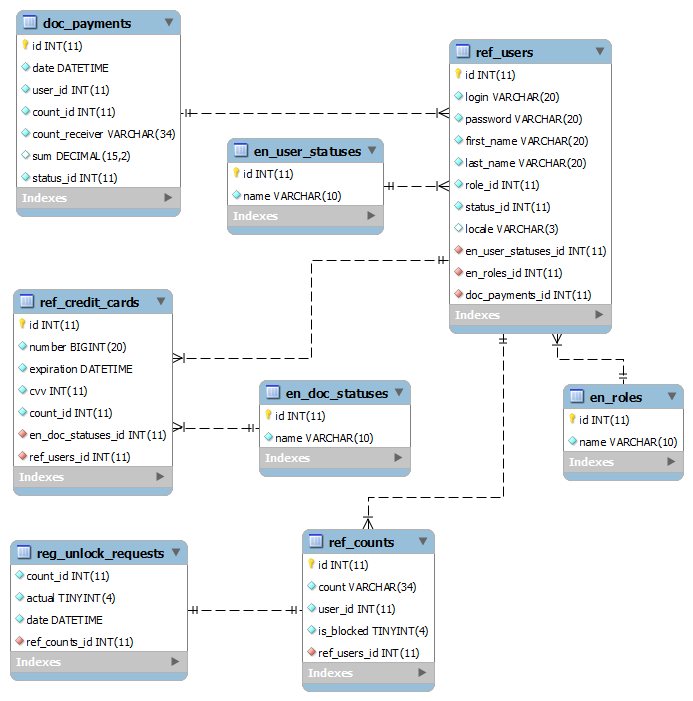 doc_payments
id INT(11)
date DATETIME
user_id INT(11)
count_id INT(11)
count_receiver VARCHAR(34)
sum DECIMAL(15,2)
status_id INT(11)
Indexes
ref_users
id INT(11)
login VARCHAR(20)
password VARCHAR(20)
first_name VARCHAR(20)
last_name VARCHAR(20)
role_id INT(11)
status_id INT(11)
locale VARCHAR(3)
en_user_statuses_id INT(11)
en_roles_id INT(11)
doc_payments_id INT(11)
Indexes
en_user_statuses
id INT(11)
name VARCHAR(10)
Indexes
ref_credit_cards
id INT(11)
number BIGINT(20)
expiration DATETIME
cvv INT(11)
count_id INT(11)
en_doc_statuses_id INT(11)
ref_users_id INT(11)
Indexes
en_doc_statuses
id INT(11)
name VARCHAR(10)
Indexes
en_roles
id INT(11)
name VARCHAR(10)
Indexes
reg_unlock_requests
count_id INT(11)
actual TINYINT(4)
date DATETIME
ref_counts_id INT(11)
Indexes
ref_counts
id INT(11)
count VARCHAR(34)
user_id INT(11)
is_blocked TINYINT(4)
ref_users_id INT(11)
Indexes